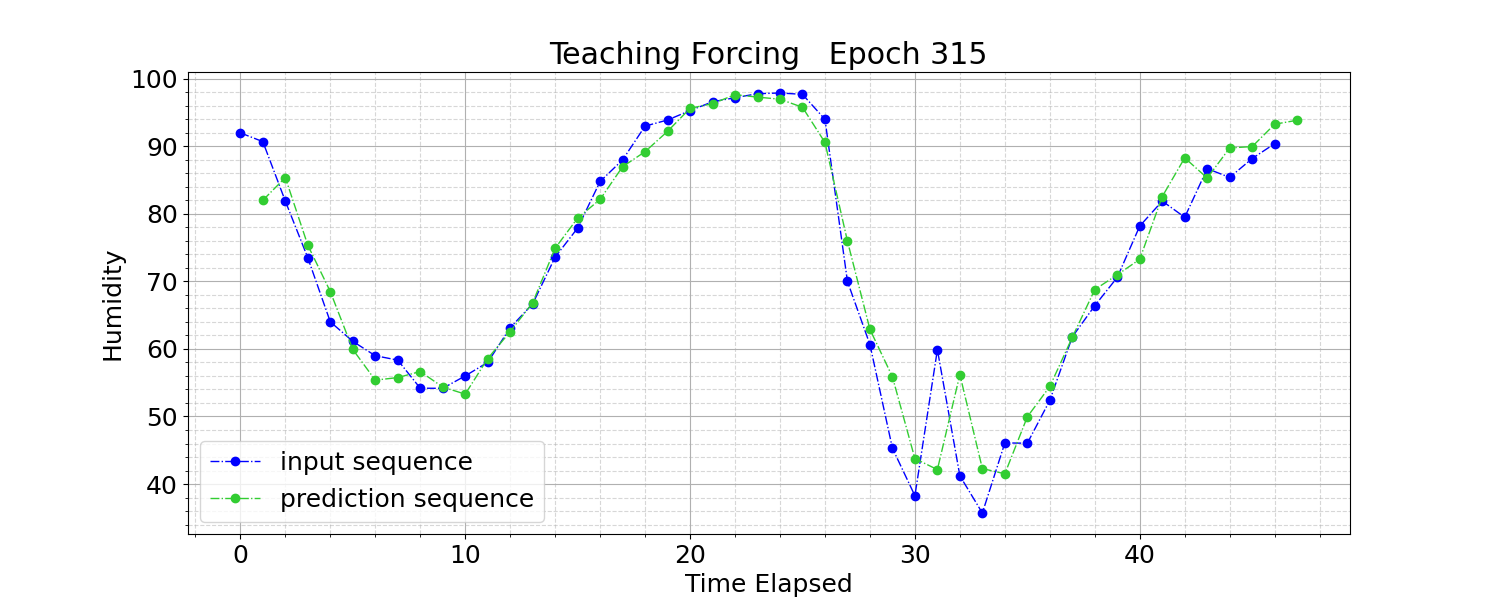 Teaching Forcing   Epoch 315
100
90
80
70
60
50
40
Humidity
input sequence
prediction sequence
0 10 20 30 40
Time Elapsed